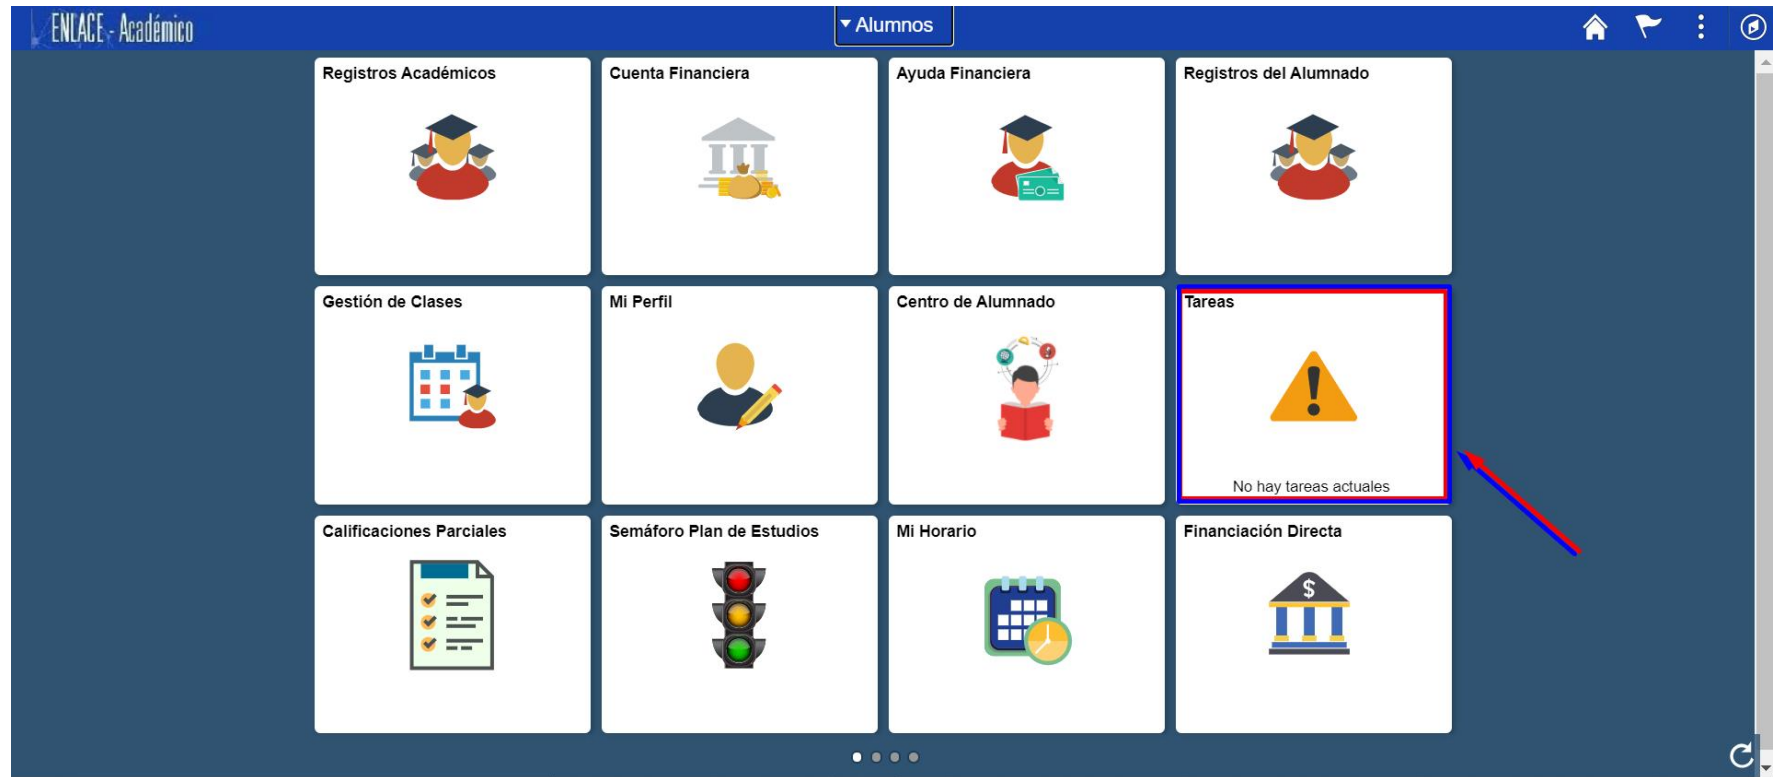 ENLACE - Académico
Alumnos
Registros Académicos
Cuenta Financiera
Ayuda Financiera
Registros del Alumnado
Gestión de Clases
Mi Perfil
Centro de Alumnado
Tareas
No hay tareas actuales
Calificaciones Parciales
Semáforo Plan de Estudios
Mi Horario
Financiación Directa
$